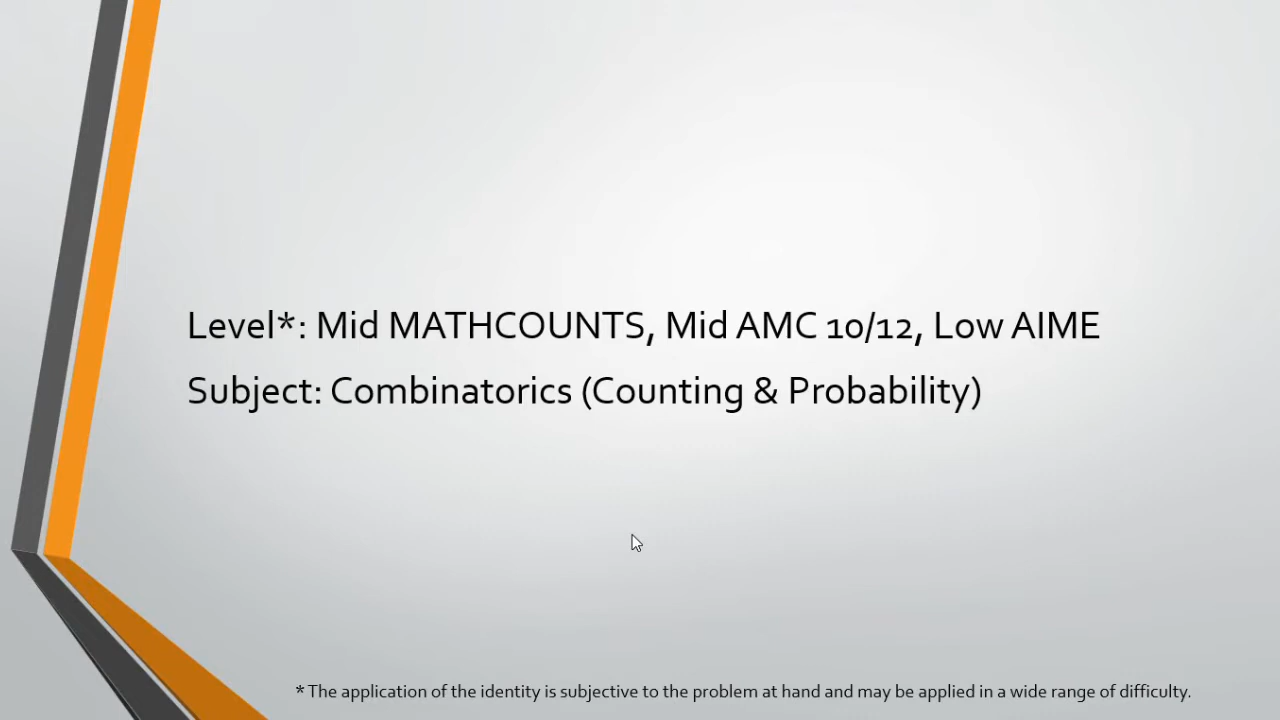 Level*: Mid MATHCOUNTS, Mid AMC 10/12, Low AIME
Subject: Combinatorics (Counting & Probability)
* The application of the identity is subjective to the problem at hand and may be applied in a wide range of difficulty.